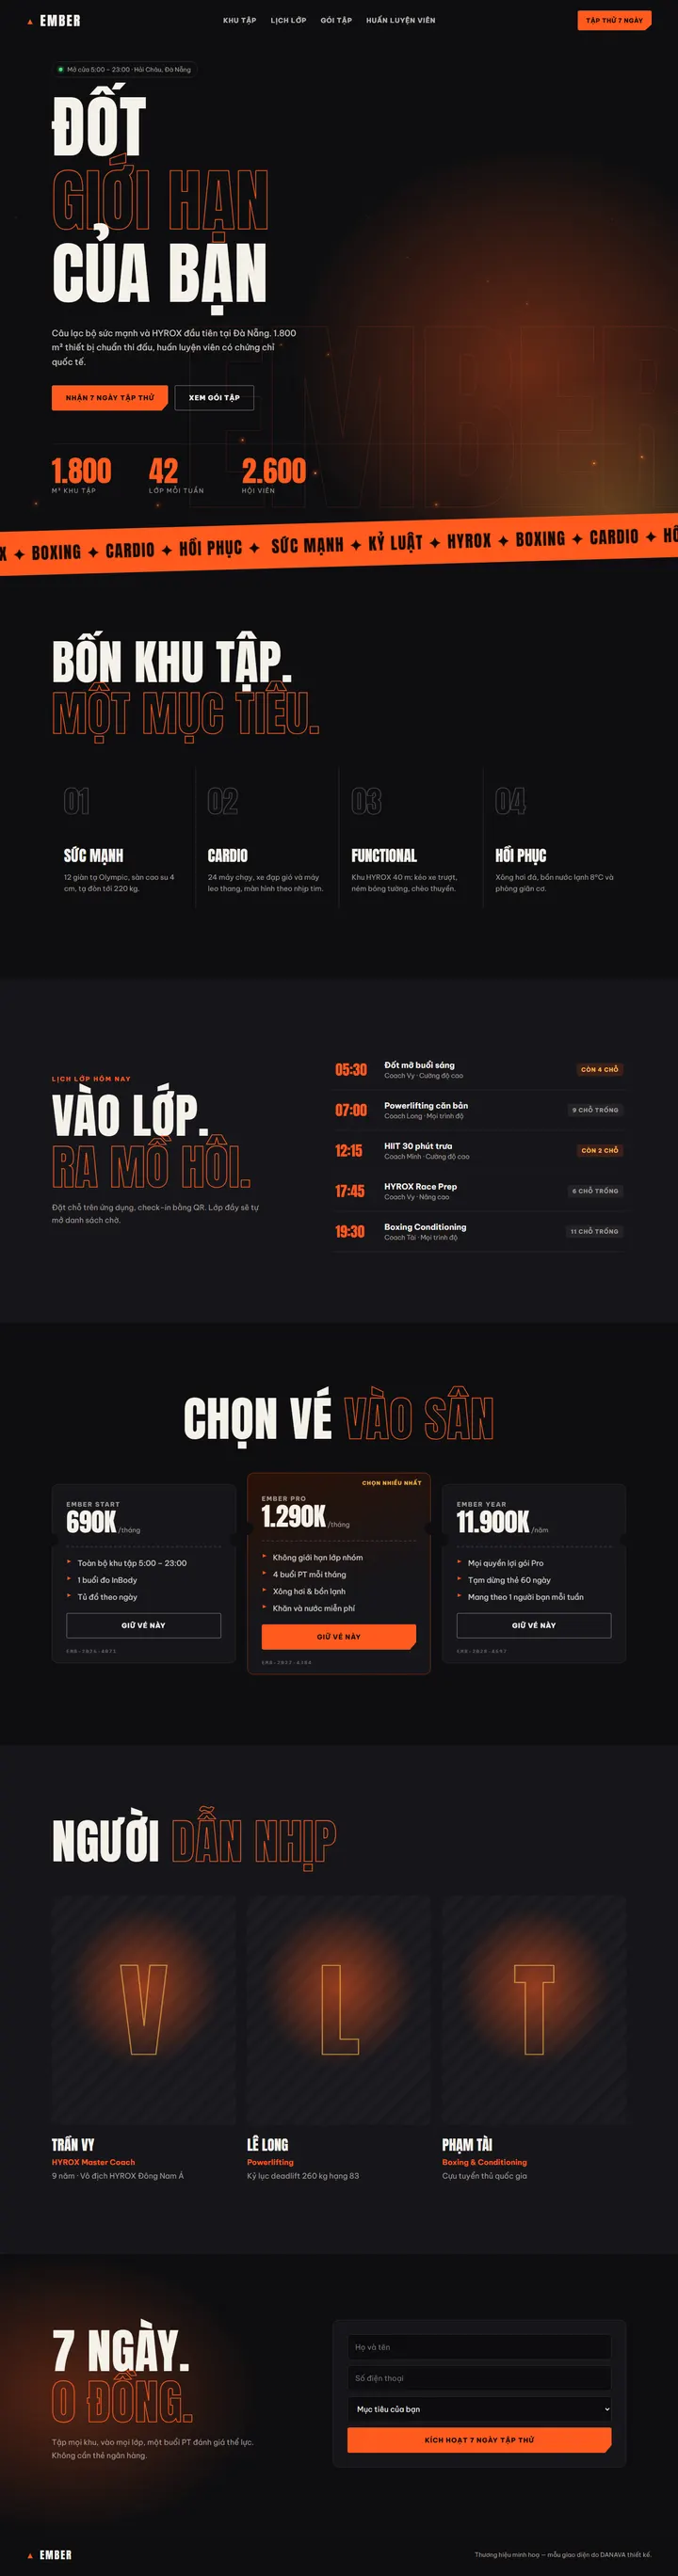 ▲ EMBER
KHU TẬP LỊCH LỚP GÓI TẬP HUẤN LUYỆN VIÊN
TẬP THỬ 7 NGÀY
Mở cửa 5:00 – 23:00 · Hải Châu, Đà Nẵng
ĐỐT
GIỚI HẠN
CỦA BẠN
EMBER
Câu lạc bộ sức mạnh và HYROX đầu tiên tại Đà Nẵng. 1.800
m² thiết bị chuẩn thi đấu, huấn luyện viên có chứng chỉ
quốc tế.
NHẬN 7 NGÀY TẬP THỬ
XEM GÓI TẬP
1.800
M² KHU TẬP
42
LỚP MỖI TUẦN
2.600
HỘI VIÊN
X ✦ BOXING ✦ CARDIO ✦ HỒI PHỤC ✦ SỨC MẠNH ✦ KỶ LUẬT ✦ HYROX ✦ BOXING ✦ CARDIO ✦ HỒ
BỐN KHU TẬP.
MỘT MỤC TIÊU.
01
SỨC MẠNH
12 giàn tạ Olympic, sàn cao su 4
cm, tạ đòn tới 220 kg.
02
CARDIO
24 máy chạy, xe đạp gió và máy
leo thang, màn hình theo nhịp tim.
03
FUNCTIONAL
Khu HYROX 40 m: kéo xe trượt,
ném bóng tường, chèo thuyền.
04
HỒI PHỤC
Xông hơi đá, bồn nước lạnh 8°C và
phòng giãn cơ.
LỊCH LỚP HÔM NAY
VÀO LỚP.
RA MỒ HÔI.
Đặt chỗ trên ứng dụng, check-in bằng QR. Lớp đầy sẽ tự
mở danh sách chờ.
05:30
Đốt mỡ buổi sáng
Coach Vy · Cường độ cao
CÒN 4 CHỖ
07:00
Powerlifting căn bản
Coach Long · Mọi trình độ
9 CHỖ TRỐNG
12:15
HIIT 30 phút trưa
Coach Minh · Cường độ cao
CÒN 2 CHỖ
17:45
HYROX Race Prep
Coach Vy · Nâng cao
6 CHỖ TRỐNG
19:30
Boxing Conditioning
Coach Tài · Mọi trình độ
11 CHỖ TRỐNG
CHỌN VÉ VÀO SÂN
EMBER START
690K/tháng
Toàn bộ khu tập 5:00 – 23:00
1 buổi đo InBody
Tủ đồ theo ngày
GIỮ VÉ NÀY
CHỌN NHIỀU NHẤT
EMBER PRO
1.290K/tháng
Không giới hạn lớp nhóm
4 buổi PT mỗi tháng
Xông hơi & bồn lạnh
Khăn và nước miễn phí
GIỮ VÉ NÀY
EMBER YEAR
11.900K/năm
Mọi quyền lợi gói Pro
Tạm dừng thẻ 60 ngày
Mang theo 1 người bạn mỗi tuần
GIỮ VÉ NÀY
NGƯỜI DẪN NHỊP
V
TRẦN VY
HYROX Master Coach
9 năm · Vô địch HYROX Đông Nam Á
L
LÊ LONG
Powerlifting
Kỷ lục deadlift 260 kg hạng 83
T
PHẠM TÀI
Boxing & Conditioning
Cựu tuyển thủ quốc gia
7 NGÀY.
0 ĐỒNG.
Tập mọi khu, vào mọi lớp, một buổi PT đánh giá thể lực.
Không cần thẻ ngân hàng.
Họ và tên
Số điện thoại
Mục tiêu của bạn
KÍCH HOẠT 7 NGÀY TẬP THỬ
▲ EMBER
Thương hiệu minh hoạ — mẫu giao diện do DANAVA thiết kế.